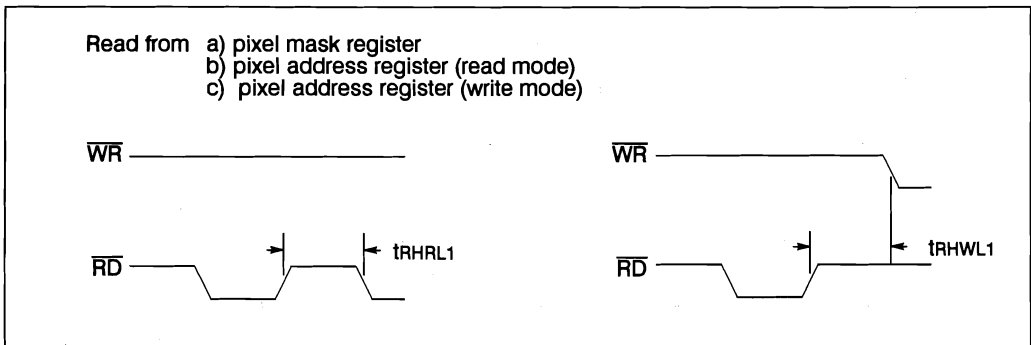 Read from a) pixel mask register
b) pixel address register (read mode)
c) pixel address register (write mode)
WR
WR
tRHRL1
tRHWL1
RD
RD